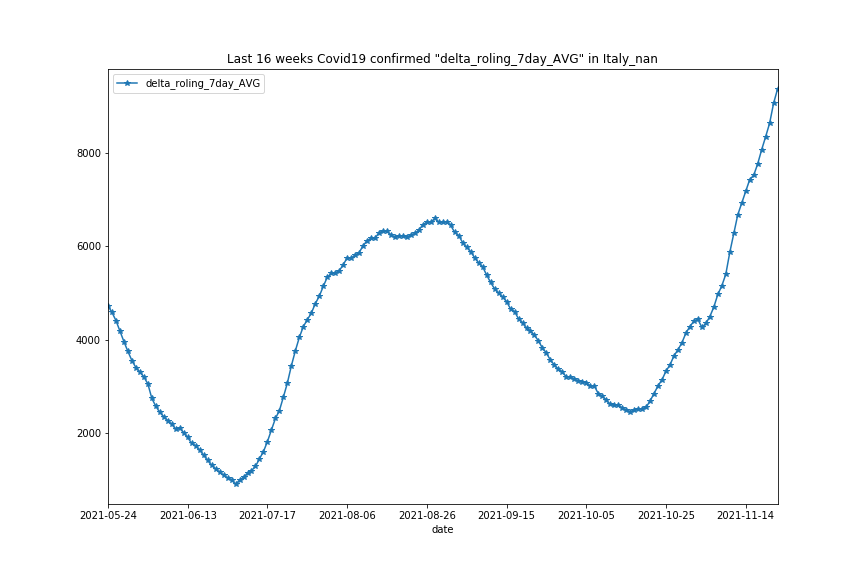 Last 16 weeks Covid19 confirmed "delta_roling_7day_AVG" in Italy_nan
delta_roling_7day_AVG
8000
6000
4000
2000
2021-05-24 2021-06-13 2021-07-17 2021-08-06 2021-08-26 2021-09-15 2021-10-05 2021-10-25 2021-11-14
date